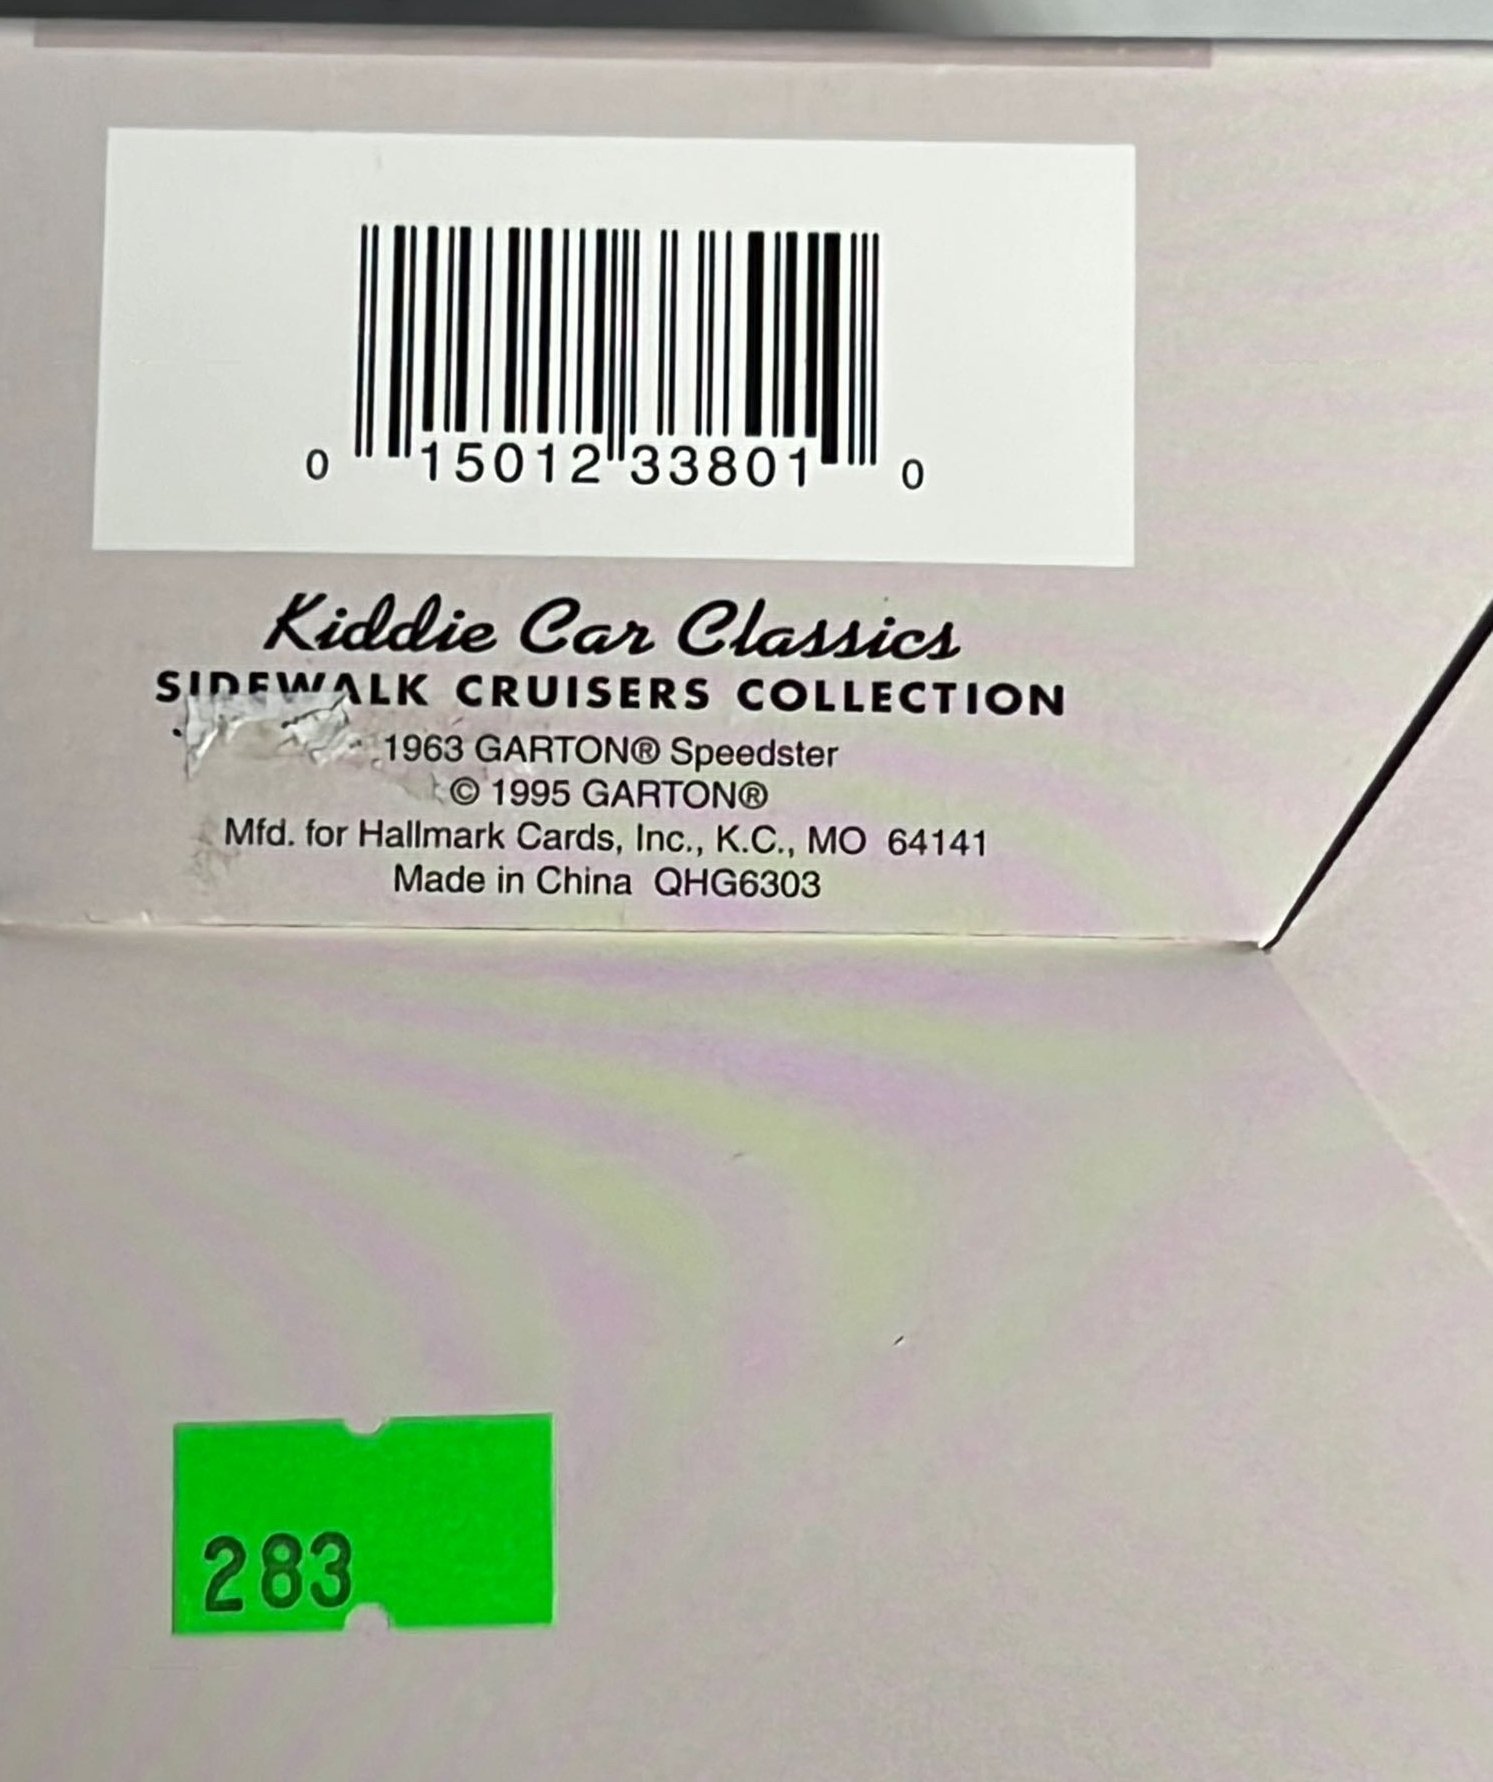 0 15012 33801 0
Kiddie Car Classics
SIDEWALK CRUISERS COLLECTION
1963 GARTON® Speedster
© 1995 GARTON®
Mfd. for Hallmark Cards, Inc., K.C., MO 64141
Made in China QHG6303
283